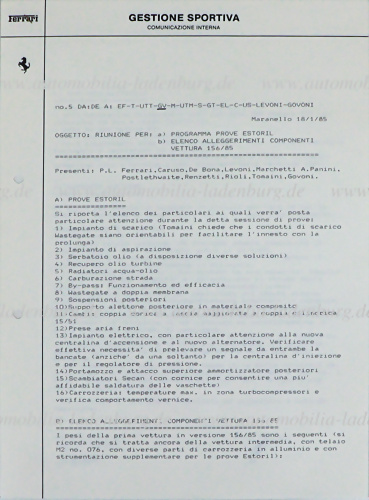 Ferrari
GESTIONE SPORTIVA
COMUNICAZIONE INTERNA
www.automobilia-ladenburg.de
no.5 DA:DE A: EF-T-UTT-GV-M-UTM-S-GT-EL-C-US-LEVONI-GOVONI
Maranello 18/1/85
OGGETTO: RIUNIONE PER: a) PROGRAMMA PROVE ESTORIL
b) ELENCO ALLEGGERIMENTI COMPONENTI
VETTURA 156/85
Presenti: P.L. Ferrari,Caruso,De Bona,Levoni,Marchetti A,Panini,
Postlethwaite,Renzetti,Rioli,Tomaini,Govoni.
A) PROVE ESTORIL
Si riporta l'elenco dei particolari ai quali verra' posta
particolare attenzione durante la detta sessione di prove:
1) Impianto di scarico (Tomaini chiede che i condotti di scarico
Wastegate siano orientabili per facilitare l'innesto con la
prolunga)
2) Impianto di aspirazione
3) Serbatoio olio (a disposizione diverse soluzioni)
4) Recupero olio turbine
5) Radiatori acqua-olio
6) Carburazione strada
7) By-pass: Funzionamento ed efficacia
8) Wastegate a doppia membrana
9) Sospensioni posteriori
10)Supporto alettone posteriore in materiale composito
11)Cambi: coppia conica a
15/51
12)Prese aria freni
13)Impianto elettrico, con particolare attenzione alla nuova
centralina d'accensione e al nuovo alternatore. Verificare
effettiva necessita' di prelevare un segnale da entrambe le
bancate (anziche' da una soltanto) per la centralina d'iniezione
e per il regolatore di pressione.
14)Portamozzo e attacco superiore ammortizzatore posteriori
15)Scambiatori Secan (con cornice per consentire una piu'
affidabile saldatura delle vaschette)
16)Carrozzeria: temperature max. in zona turbocompressori e
verifica comportamento vernice.
B) ELENCO ALLEGGERIMENTI COMPONENTI VETTURA 156/85
I pesi della prima vettura in versione 156/85 sono i seguenti (si
ricorda che si tratta ancora della vettura intermedia, con telaio
M2 no. 076, con diverse parti di carrozzeria in alluminio e con
strumentazione supplementare per le prove Estoril):